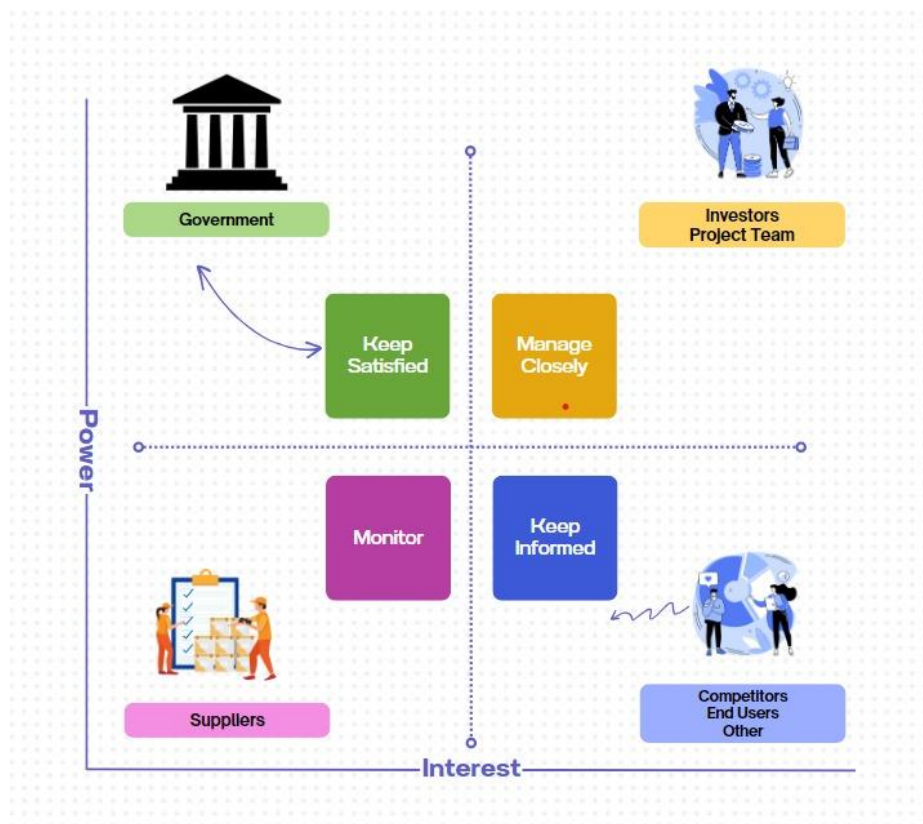 Government
Investors
Project Team
Keep
Satisfied
Manage
Closely
Power
Monitor
Keep
Informed
Suppliers
Competitors
End Users
Other
Interest